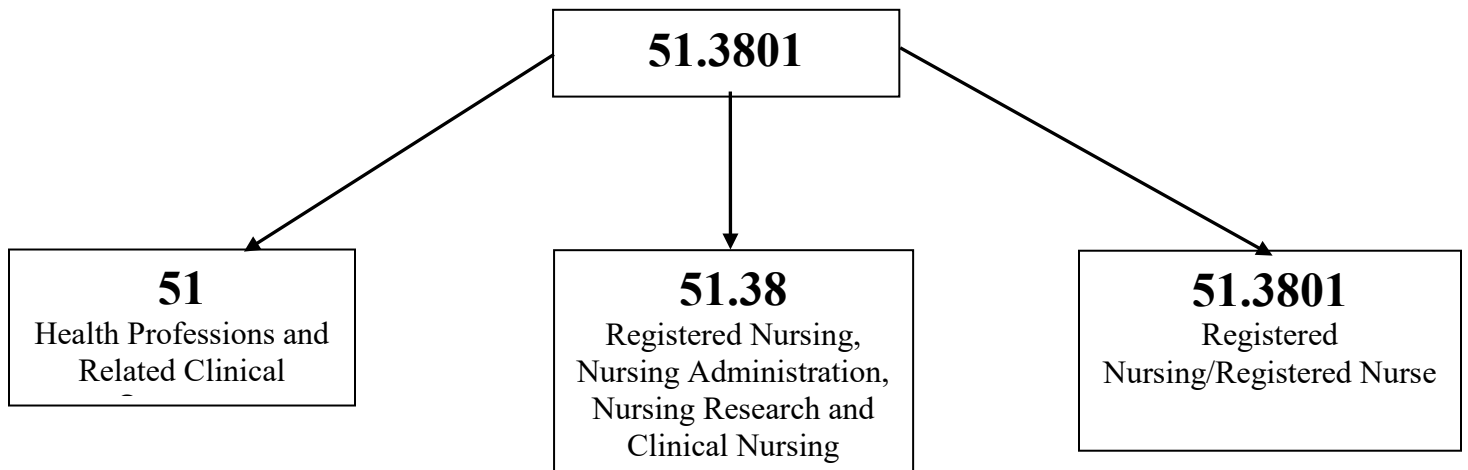 51.3801
51
Health Professions and
Related Clinical
51.38
Registered Nursing,
Nursing Administration,
Nursing Research and
Clinical Nursing
51.3801
Registered
Nursing/Registered Nurse